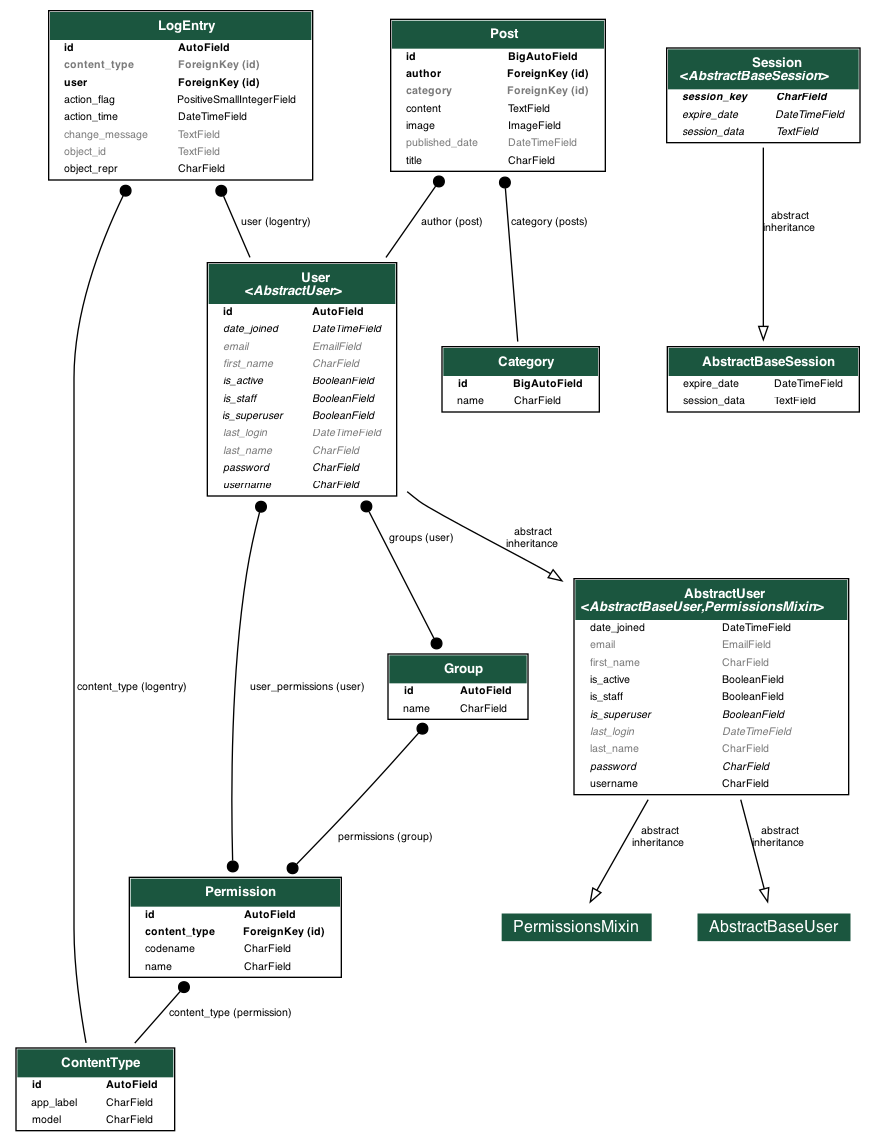 LogEntry
id AutoField
content_type ForeignKey (id)
user ForeignKey (id)
action_flag PositiveSmallIntegerField
action_time DateTimeField
change_message TextField
object_id TextField
object_repr CharField
Post
id BigAutoField
author ForeignKey (id)
category ForeignKey (id)
content TextField
image ImageField
published_date DateTimeField
title CharField
Session
<AbstractBaseSession>
session_key CharField
expire_date DateTimeField
session_data TextField
user (logentry)
author (post)
category (posts)
abstract
inheritance
User
<AbstractUser>
id AutoField
date_joined DateTimeField
email EmailField
first_name CharField
is_active BooleanField
is_staff BooleanField
is_superuser BooleanField
last_login DateTimeField
last_name CharField
password CharField
username CharField
Category
id BigAutoField
name CharField
AbstractBaseSession
expire_date DateTimeField
session_data TextField
groups (user)
abstract
inheritance
AbstractUser
<AbstractBaseUser,PermissionsMixin>
date_joined DateTimeField
email EmailField
first_name CharField
is_active BooleanField
is_staff BooleanField
is_superuser BooleanField
last_login DateTimeField
last_name CharField
password CharField
username CharField
Group
id AutoField
name CharField
content_type (logentry)
user_permissions (user)
permissions (group)
abstract
inheritance
abstract
inheritance
Permission
id AutoField
content_type ForeignKey (id)
codename CharField
name CharField
PermissionsMixin
AbstractBaseUser
content_type (permission)
ContentType
id AutoField
app_label CharField
model CharField